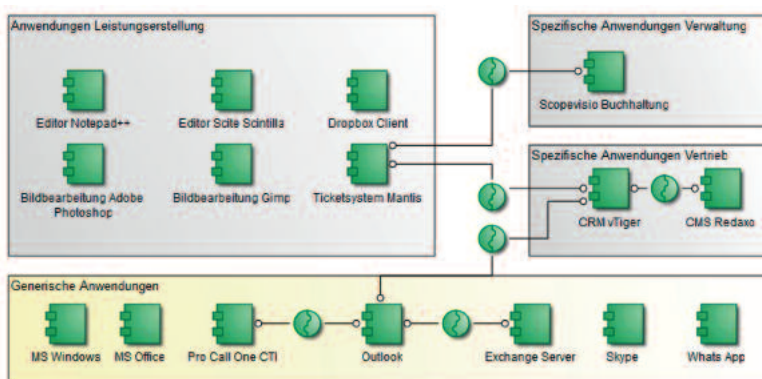 Anwendungen Leistungserstellung
Editor Notepad++
Editor Scite Scintilla
Dropbox Client
Bildbearbeitung Adobe
Photoshop
Bildbearbeitung Gimp
Ticketsystem Mantis
Spezifische Anwendungen Verwaltung
Scopevisio Buchhaltung
Spezifische Anwendungen Vertrieb
CRM vTiger
CMS Redaxo
Generische Anwendungen
MS Windows
MS Office
Pro Call One CTI
Outlook
Exchange Server
Skype
Whats App